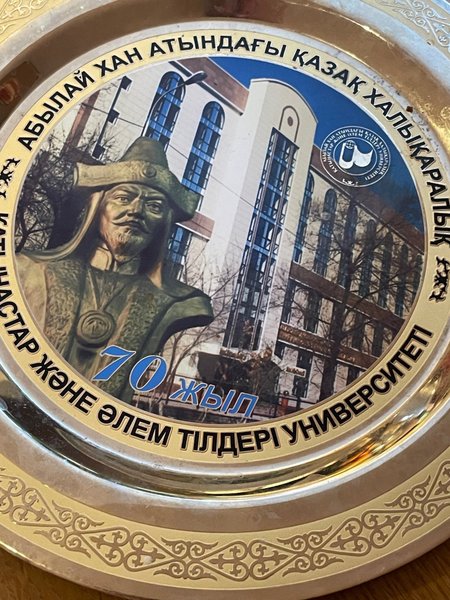 АБЫЛАЙ ХАН АТЫНДАҒЫ ҚАЗАҚ ХАЛЫҚАРАЛЫҚ
ҚАТЫНАСТАР ЖӘНЕ ӘЛЕМ ТІЛДЕРІ УНИВЕРСИТЕТІ
70 ЖЫЛ